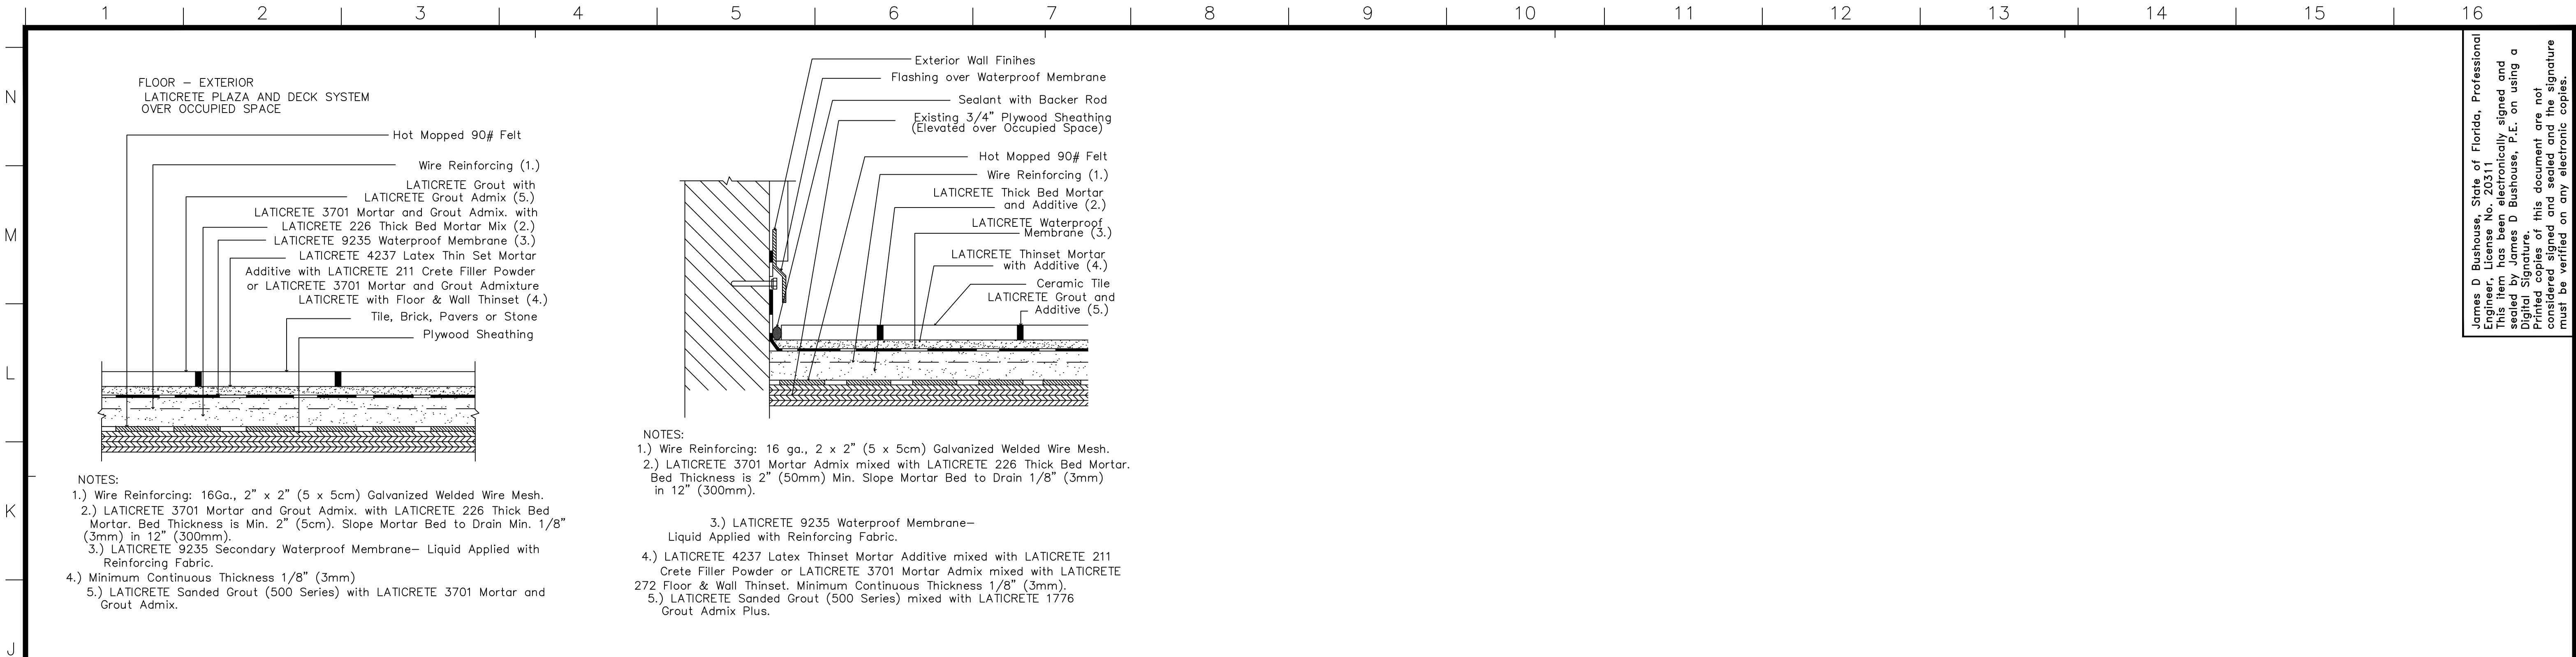 1 2 3 4 5 6 7 8 9 10 11 12 13 14 15 16
N
M
L
K
J
FLOOR – EXTERIOR
LATICRETE PLAZA AND DECK SYSTEM
OVER OCCUPIED SPACE
Hot Mopped 90# Felt
Wire Reinforcing (1.)
LATICRETE Grout with
LATICRETE Grout Admix (5.)
LATICRETE 3701 Mortar and Grout Admix. with
LATICRETE 226 Thick Bed Mortar Mix (2.)
LATICRETE 9235 Waterproof Membrane (3.)
LATICRETE 4237 Latex Thin Set Mortar
Additive with LATICRETE 211 Crete Filler Powder
or LATICRETE 3701 Mortar and Grout Admixture
LATICRETE with Floor & Wall Thinset (4.)
Tile, Brick, Pavers or Stone
Plywood Sheathing
NOTES:
1.) Wire Reinforcing: 16Ga., 2" x 2" (5 x 5cm) Galvanized Welded Wire Mesh.
2.) LATICRETE 3701 Mortar and Grout Admix. with LATICRETE 226 Thick Bed
Mortar. Bed Thickness is Min. 2" (5cm). Slope Mortar Bed to Drain Min. 1/8"
(3mm) in 12" (300mm).
3.) LATICRETE 9235 Secondary Waterproof Membrane– Liquid Applied with
Reinforcing Fabric.
4.) Minimum Continuous Thickness 1/8" (3mm)
5.) LATICRETE Sanded Grout (500 Series) with LATICRETE 3701 Mortar and
Grout Admix.
Exterior Wall Finihes
Flashing over Waterproof Membrane
Sealant with Backer Rod
Existing 3/4" Plywood Sheathing
(Elevated over Occupied Space)
Hot Mopped 90# Felt
Wire Reinforcing (1.)
LATICRETE Thick Bed Mortar
and Additive (2.)
LATICRETE Waterproof
Membrane (3.)
LATICRETE Thinset Mortar
with Additive (4.)
Ceramic Tile
LATICRETE Grout and
Additive (5.)
NOTES:
1.) Wire Reinforcing: 16 ga., 2 x 2" (5 x 5cm) Galvanized Welded Wire Mesh.
2.) LATICRETE 3701 Mortar Admix mixed with LATICRETE 226 Thick Bed Mortar.
Bed Thickness is 2" (50mm) Min. Slope Mortar Bed to Drain 1/8" (3mm)
in 12" (300mm).
3.) LATICRETE 9235 Waterproof Membrane–
Liquid Applied with Reinforcing Fabric.
4.) LATICRETE 4237 Latex Thinset Mortar Additive mixed with LATICRETE 211
Crete Filler Powder or LATICRETE 3701 Mortar Admix mixed with LATICRETE
272 Floor & Wall Thinset. Minimum Continuous Thickness 1/8" (3mm).
5.) LATICRETE Sanded Grout (500 Series) mixed with LATICRETE 1776
Grout Admix Plus.
James D Bushouse, State of Florida, Professional
Engineer, License No. 20311
This item has been electronically signed and
sealed by James D Bushouse, P.E. on using a
Digital Signature.
Printed copies of this document are not
considered signed and sealed and the signature
must be verified on any electronic copies.